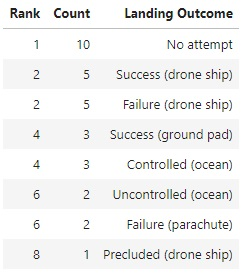 Rank Count Landing Outcome
1 10 No attempt
2 5 Success (drone ship)
2 5 Failure (drone ship)
4 3 Success (ground pad)
4 3 Controlled (ocean)
6 2 Uncontrolled (ocean)
6 2 Failure (parachute)
8 1 Precluded (drone ship)